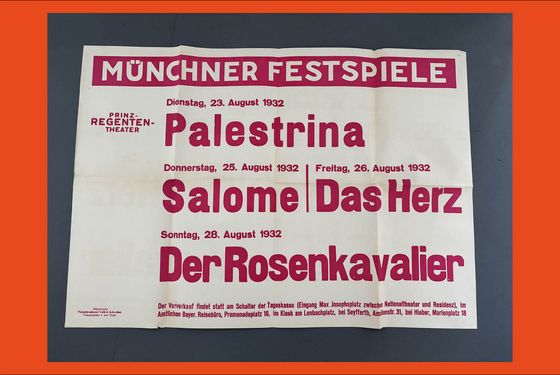 MÜNCHNER FESTSPIELE
Dienstag, 23. August 1932
PRINZ-
REGENTEN-
THEATER
Palestrina
Donnerstag, 25. August 1932
Freitag, 26. August 1932
Salome
Das Herz
Sonntag, 28. August 1932
Der Rosenkavalier
Der Vorverkauf findet statt am Schalter der Tageskasse (Eingang Max Josephsplatz zwischen Nationaltheater und Residenz), im
Amtlichen Bayer. Reisebüro, Promenadeplatz 16, im Kiosk am Lenbachplatz, bei Seyfferth, Amalienstr. 31, bei Hieber, Marienplatz 18